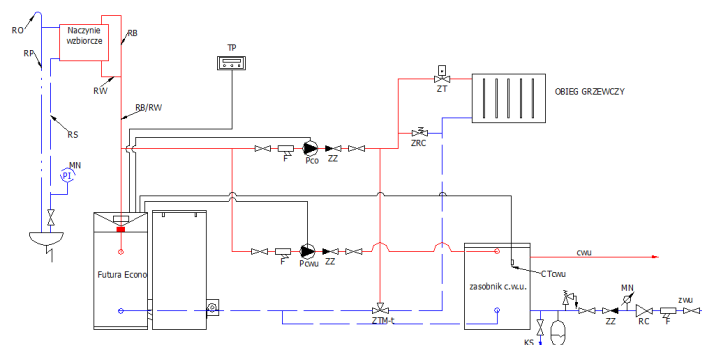 RO
Naczynie
wzbiorcze
RB
RP
TP
RW
ZT
OBIEG GRZEWCZY
RB/RW
RS
ZRC
F
Pco
ZZ
MN
PI
Futura Econo
F
Pcwu
ZZ
cwu
CTcwu
zasobnik c.w.u.
MN
zwu
ZTM-t
ZZ
RC
F
KS